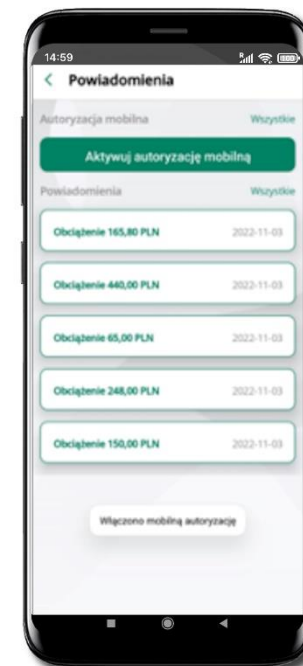 14:59
Powiadomienia
Autoryzacja mobilna Wszystkie
Aktywuj autoryzację mobilną
Powiadomienia Wszystkie
Obciążenie 165,80 PLN 2022-11-03
Obciążenie 440,00 PLN 2022-11-03
Obciążenie 65,00 PLN 2022-11-03
Obciążenie 248,00 PLN 2022-11-03
Obciążenie 150,00 PLN 2022-11-03
Włączono mobilną autoryzację